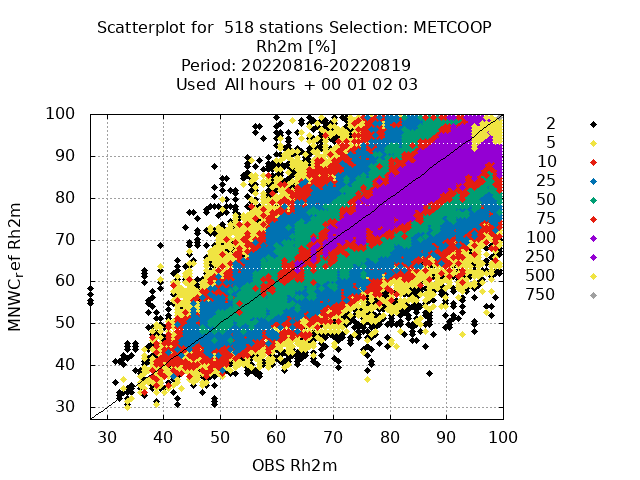 Scatterplot for 518 stations Selection: METCOOP
Rh2m [%]
Period: 20220816-20220819
Used All hours + 00 01 02 03
MNWC,ref Rh2m
100
90
80
70
60
50
40
30
30 40 50 60 70 80 90 100
OBS Rh2m
2
5
10
25
50
75
100
250
500
750